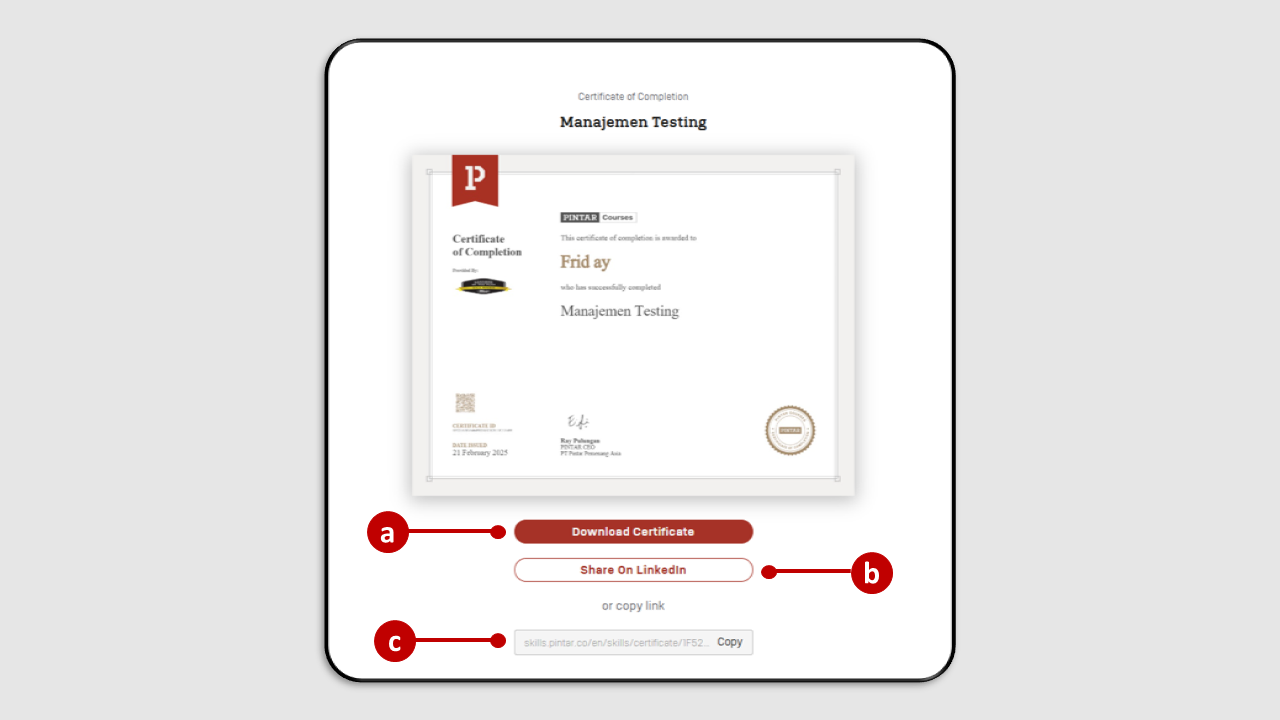 Certificate of Completion
Manajemen Testing
P
PINTAR Courses
Certificate
of Completion
This certificate of completion is awarded to
Frid ay
Provided By:
who has successfully completed
Manajemen Testing
CERTIFICATE ID
DATE ISSUED
21 February 2025
Ray Pulungan
PINTAR CEO
PT Pintar Pemenang Asia
PINTAR
a
Download Certificate
Share On LinkedIn
b
or copy link
c
skills.pintar.co/en/skills/certificate/1F52... Copy